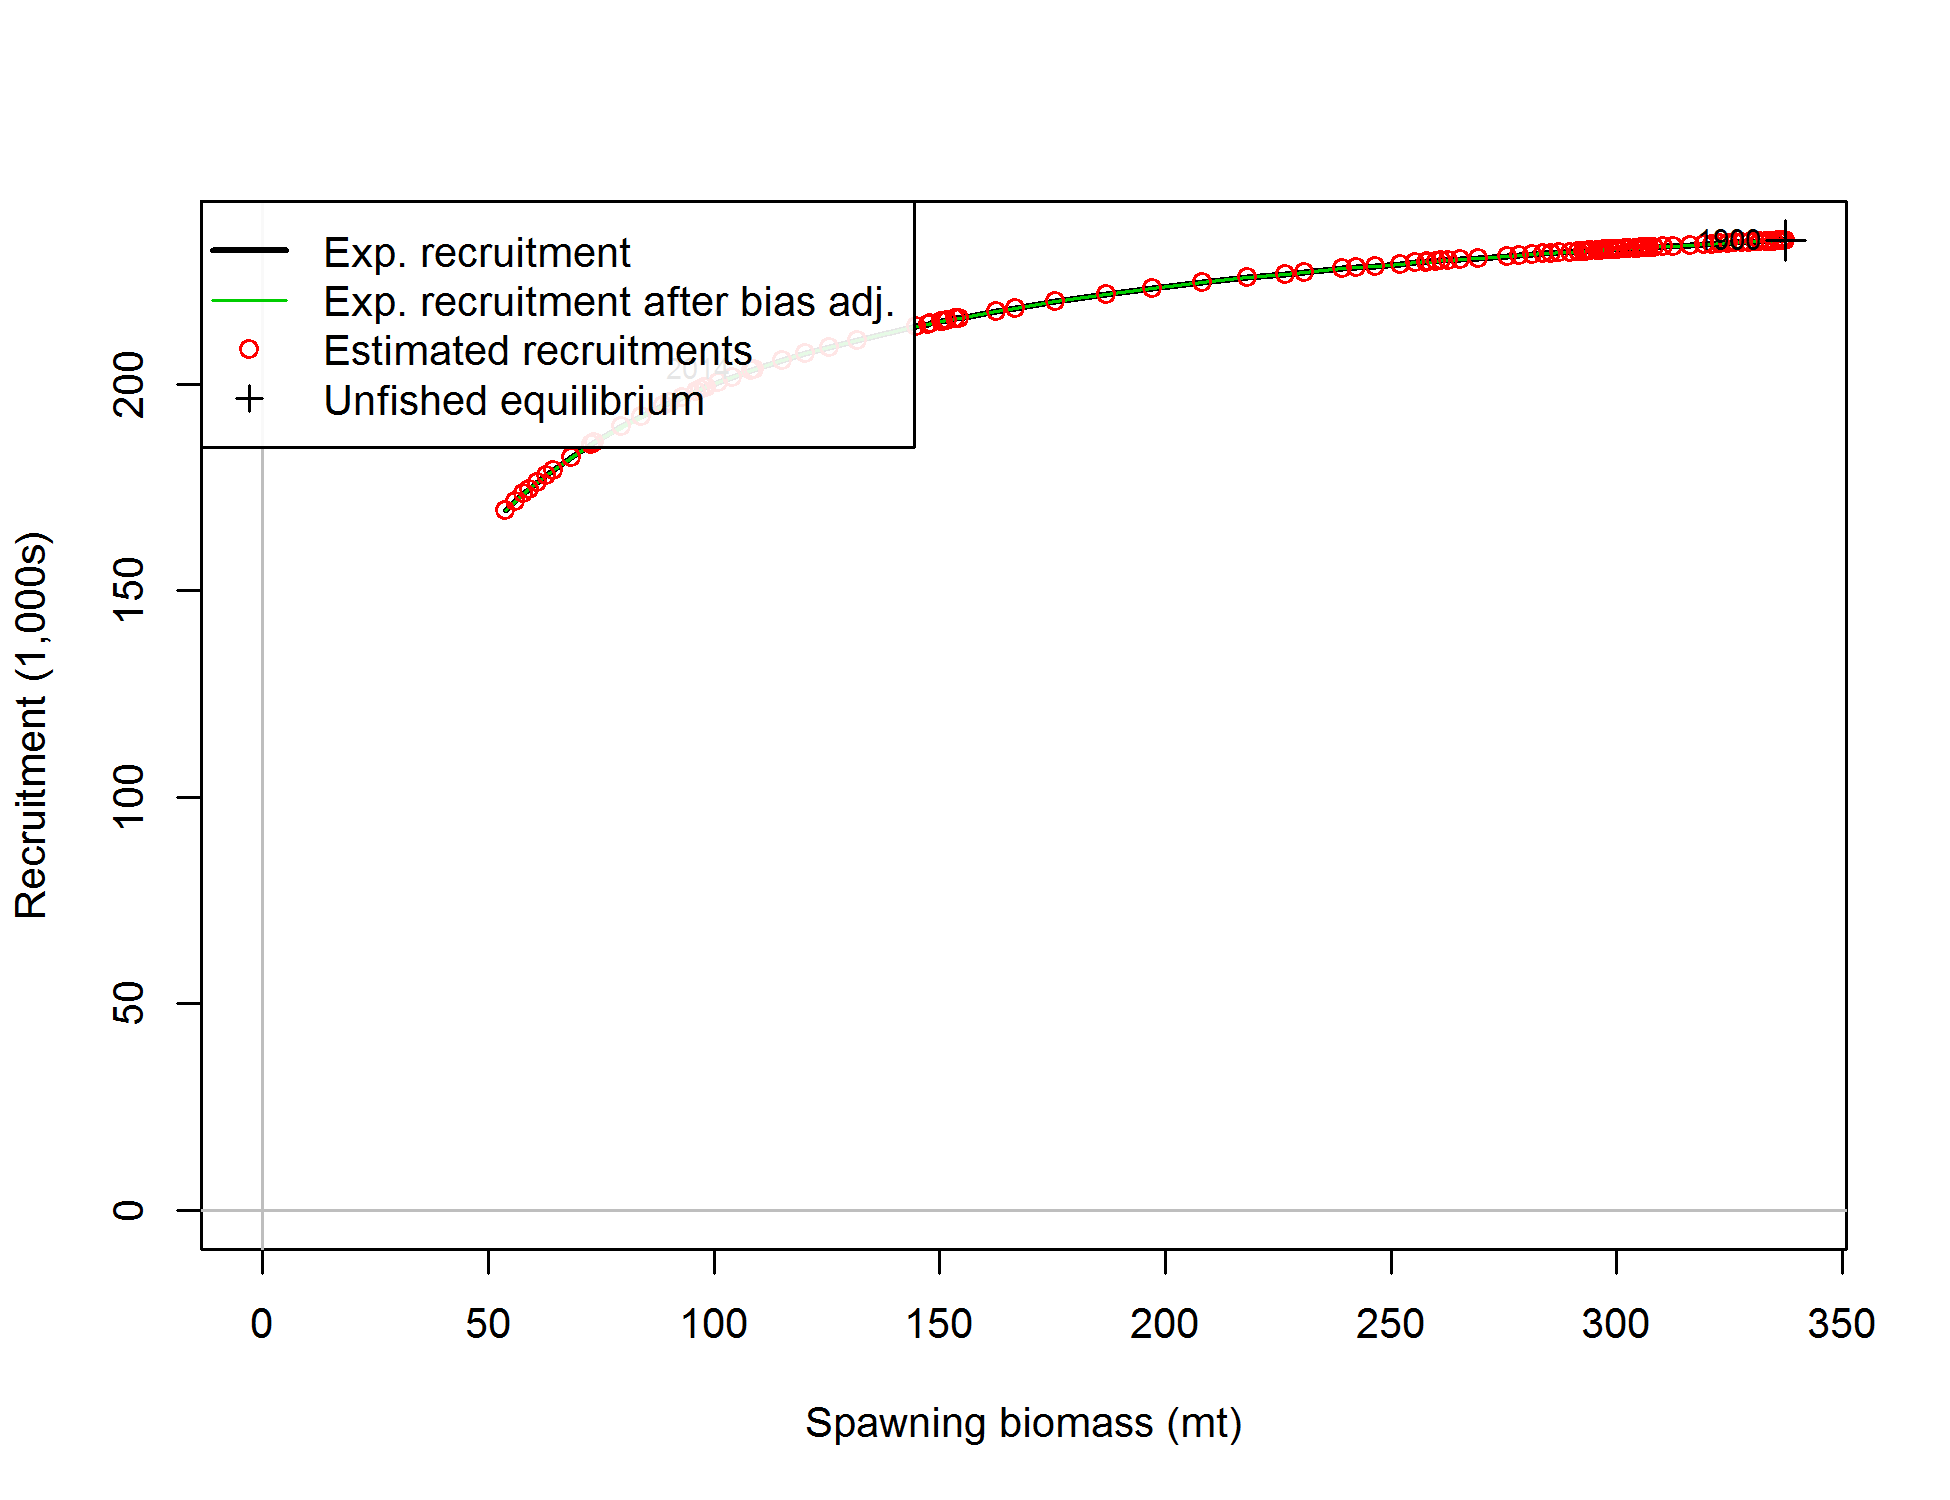 Exp. recruitment
Exp. recruitment after bias adj.
Estimated recruitments
Unfished equilibrium
1900
Recruitment (1,000s)
200
150
100
50
0
0 50 100 150 200 250 300 350
Spawning biomass (mt)